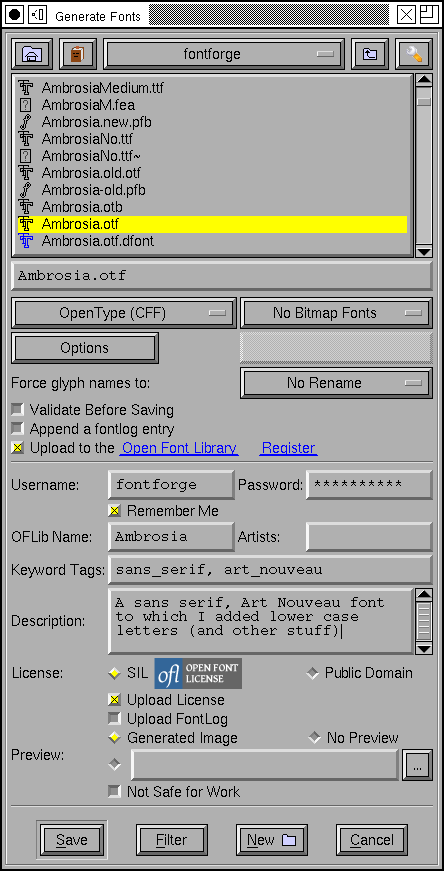 Generate Fonts
fontforge
AmbrosiaMedium.ttf
? AmbrosiaM.fea
Ambrosia.new.pfb
AmbrosiaNo.ttf
? AmbrosiaNo.ttf~
Ambrosia.old.otf
Ambrosia-old.pfb
Ambrosia.otb
Ambrosia.otf
Ambrosia.otf.dfont
Ambrosia.otf
OpenType (CFF) No Bitmap Fonts
Options
Force glyph names to: No Rename
Validate Before Saving
Append a fontlog entry
Upload to the Open Font Library Register
Username: fontforge Password: **********
Remember Me
OFLib Name: Ambrosia Artists:
Keyword Tags: sans_serif, art_nouveau
Description: A sans serif, Art Nouveau font
to which I added lower case
letters (and other stuff)
License: SIL ofl OPEN FONT LICENSE Public Domain
Upload License
Upload FontLog
Preview: Generated Image No Preview
...
Not Safe for Work
Save Filter New Cancel